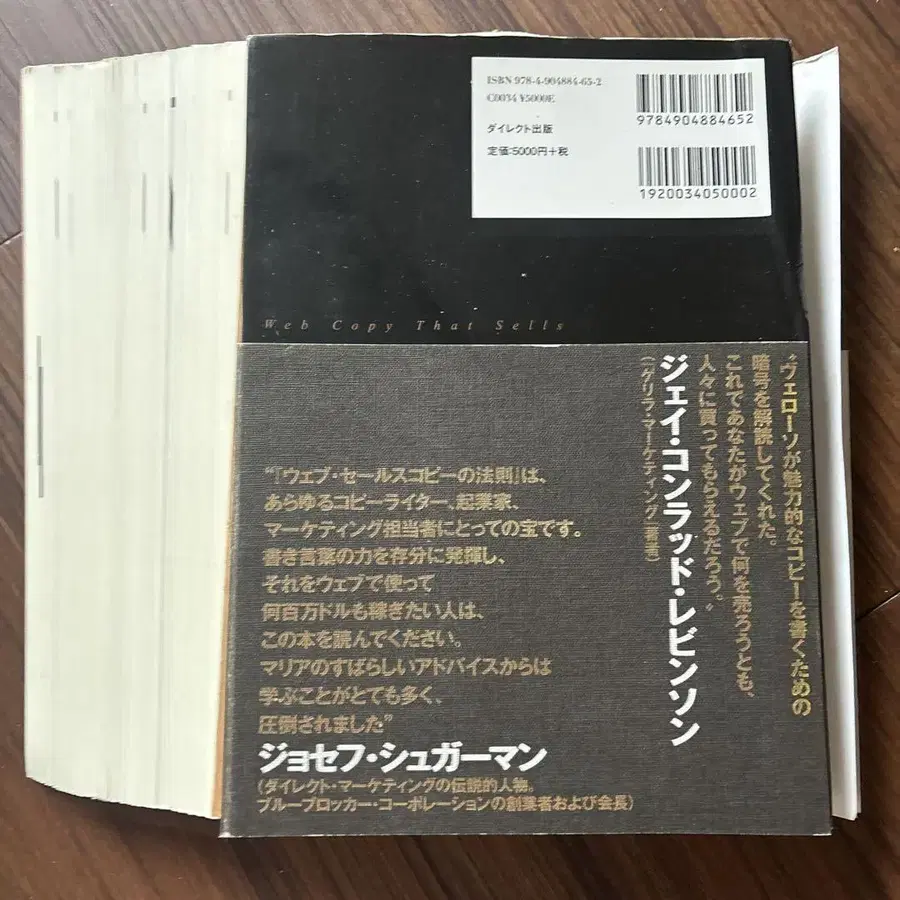 ISBN 978-4-904884-65-2
C0034 ¥5000E
ダイレクト出版
定価:5000円+税
9784904884652
1920034050002
Web Copy That Sells
“ヴェローソが魅力的なコピーを書くための
暗号を解読してくれた。
これであなたがウェブで何を売ろうとも、
人々に買ってもらえるだろう。”
ジェイ・コンラッド・レビンソン
(『ゲリラ・マーケティング』著者)
“『ウェブ・セールスコピーの法則』は、
あらゆるコピーライター、起業家、
マーケティング担当者にとっての宝です。
書き言葉の力を存分に発揮し、
それをウェブで使って
何百万ドルも稼ぎたい人は、
この本を読んでください。
マリアのすばらしいアドバイスからは
学ぶことがとても多く、
圧倒されました”
ジョセフ・シュガーマン
(ダイレクト・マーケティングの伝説的人物。
ブルーブロッカー・コーポレーションの創業者および会長)